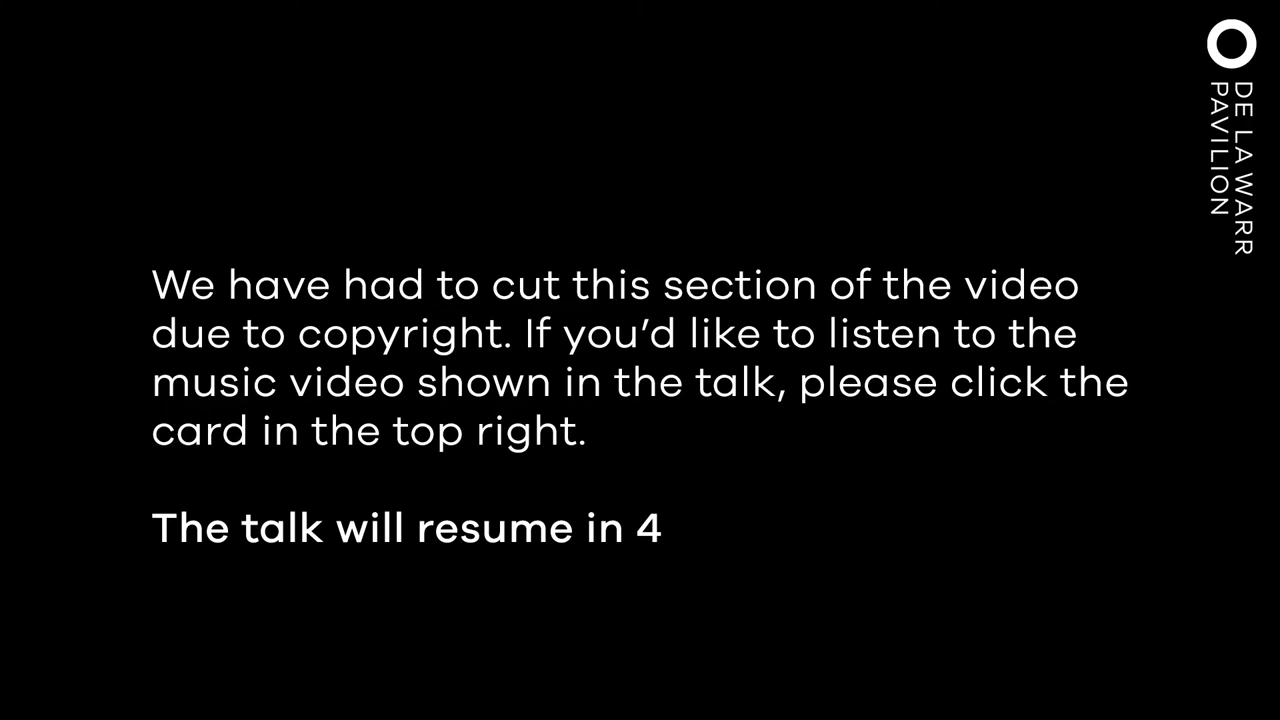 We have had to cut this section of the video
due to copyright. If you’d like to listen to the
music video shown in the talk, please click the
card in the top right.
The talk will resume in 4
DE LA WARR
PAVILION